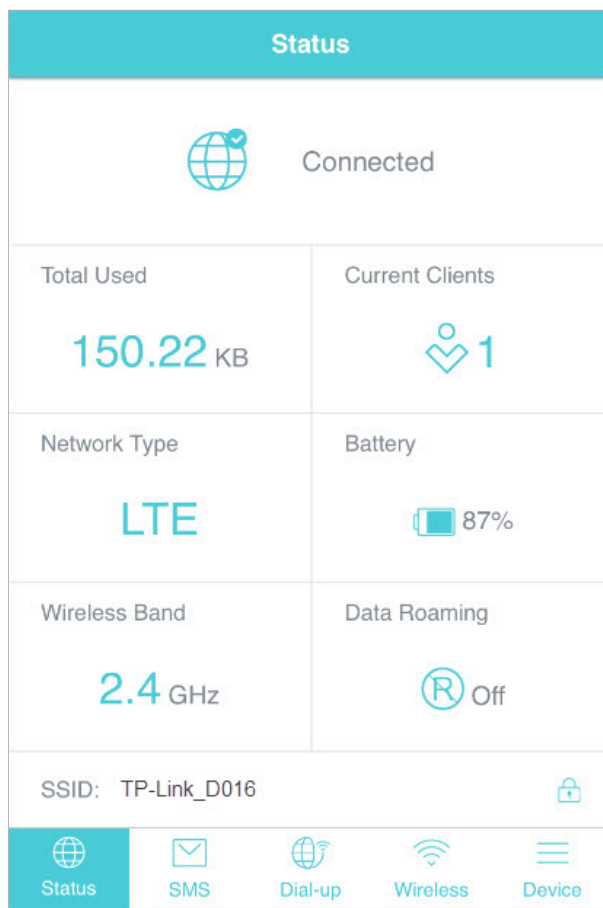 Status
Connected
Total Used
Current Clients
150.22 KB
1
Network Type
Battery
LTE
87%
Wireless Band
Data Roaming
2.4 GHz
R Off
SSID: TP-Link_D016
Status
SMS
Dial-up
Wireless
Device